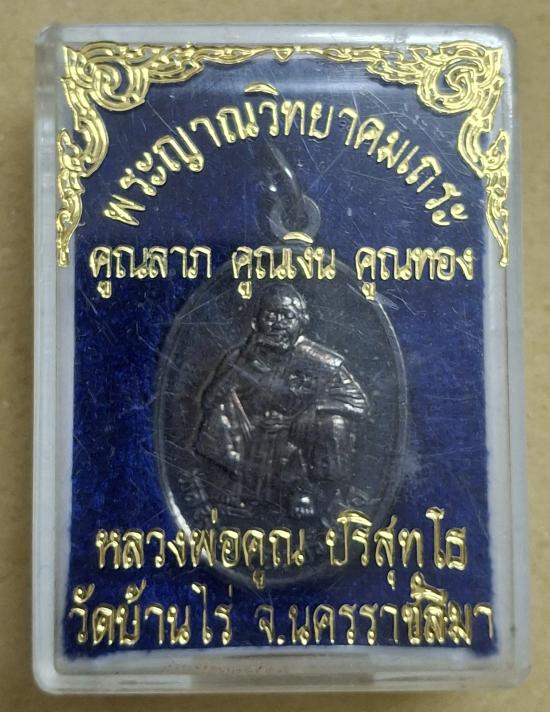 พระญาณวิทยาคมเถระ
คูณลาภ คูณเงิน คูณทอง
หลวงพ่อคูณ ปริสุทฺโธ
วัดบ้านไร่ จ.นครราชสีมา